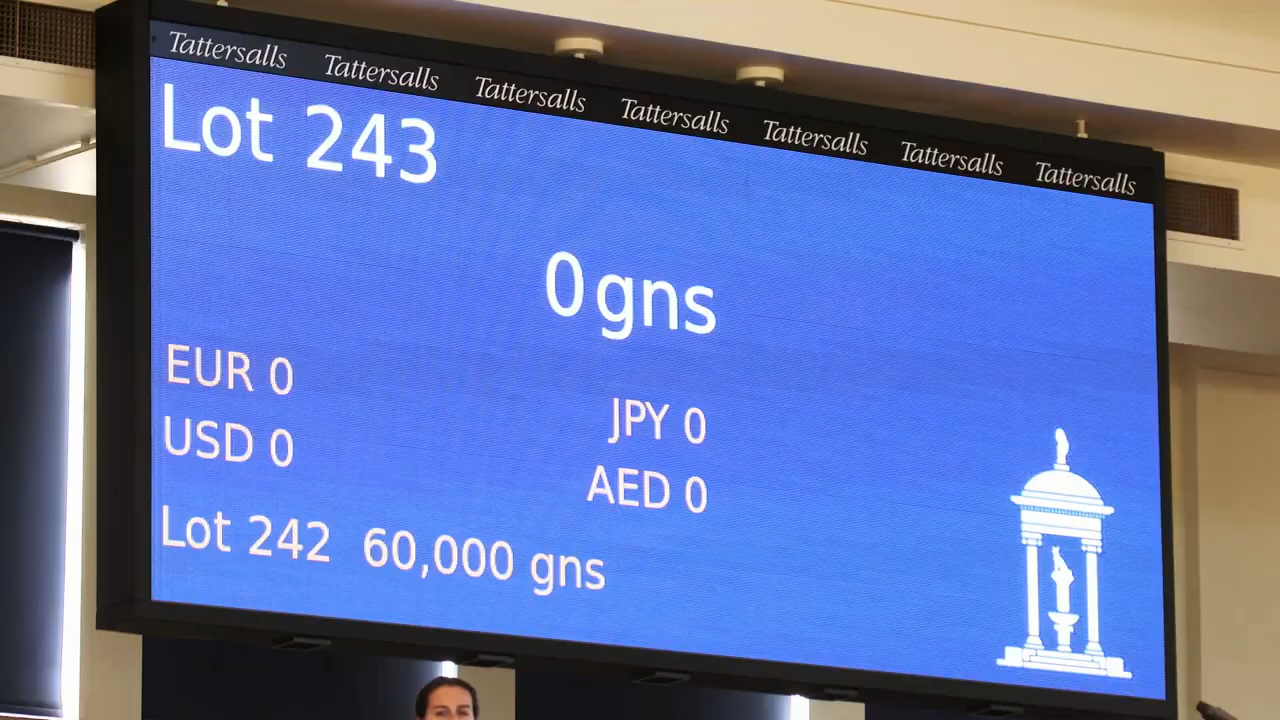 Tattersalls Tattersalls Tattersalls Tattersalls Tattersalls Tattersalls Tattersalls
Lot 243
0 gns
EUR 0
JPY 0
USD 0
AED 0
Lot 242 60,000 gns